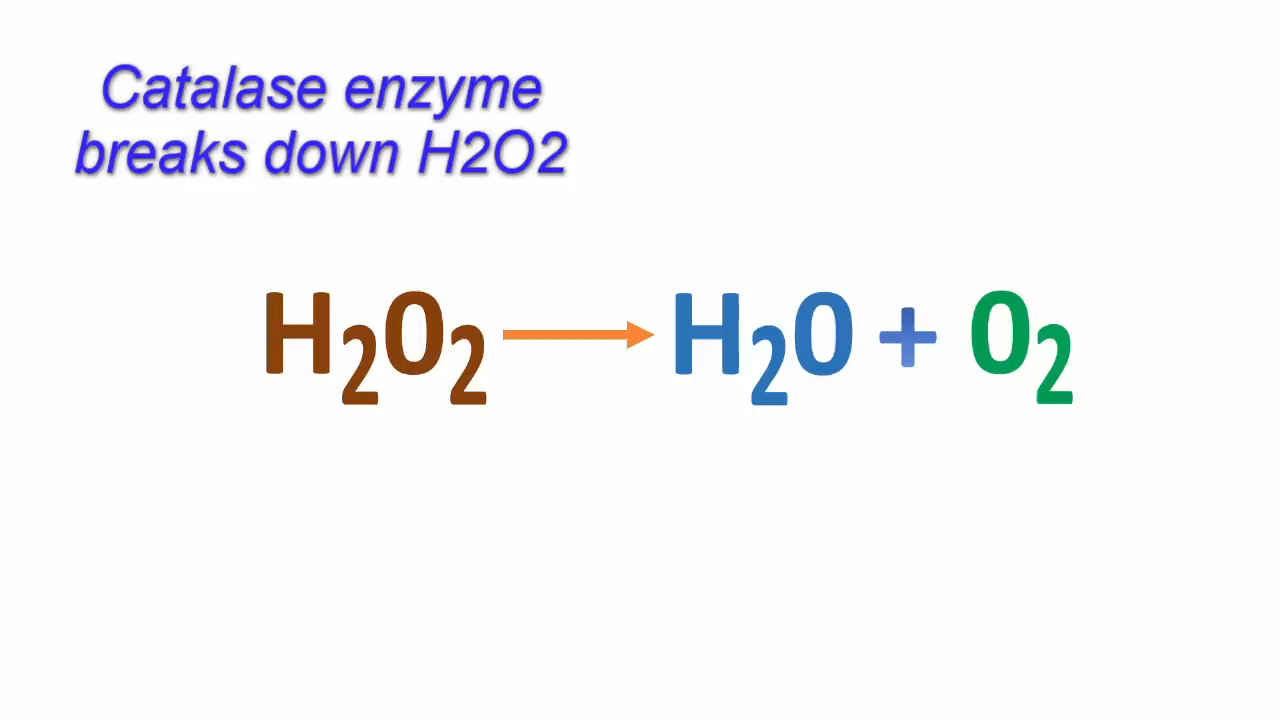 Catalase enzyme
breaks down H2O2
H₂O₂ → H₂O + O₂